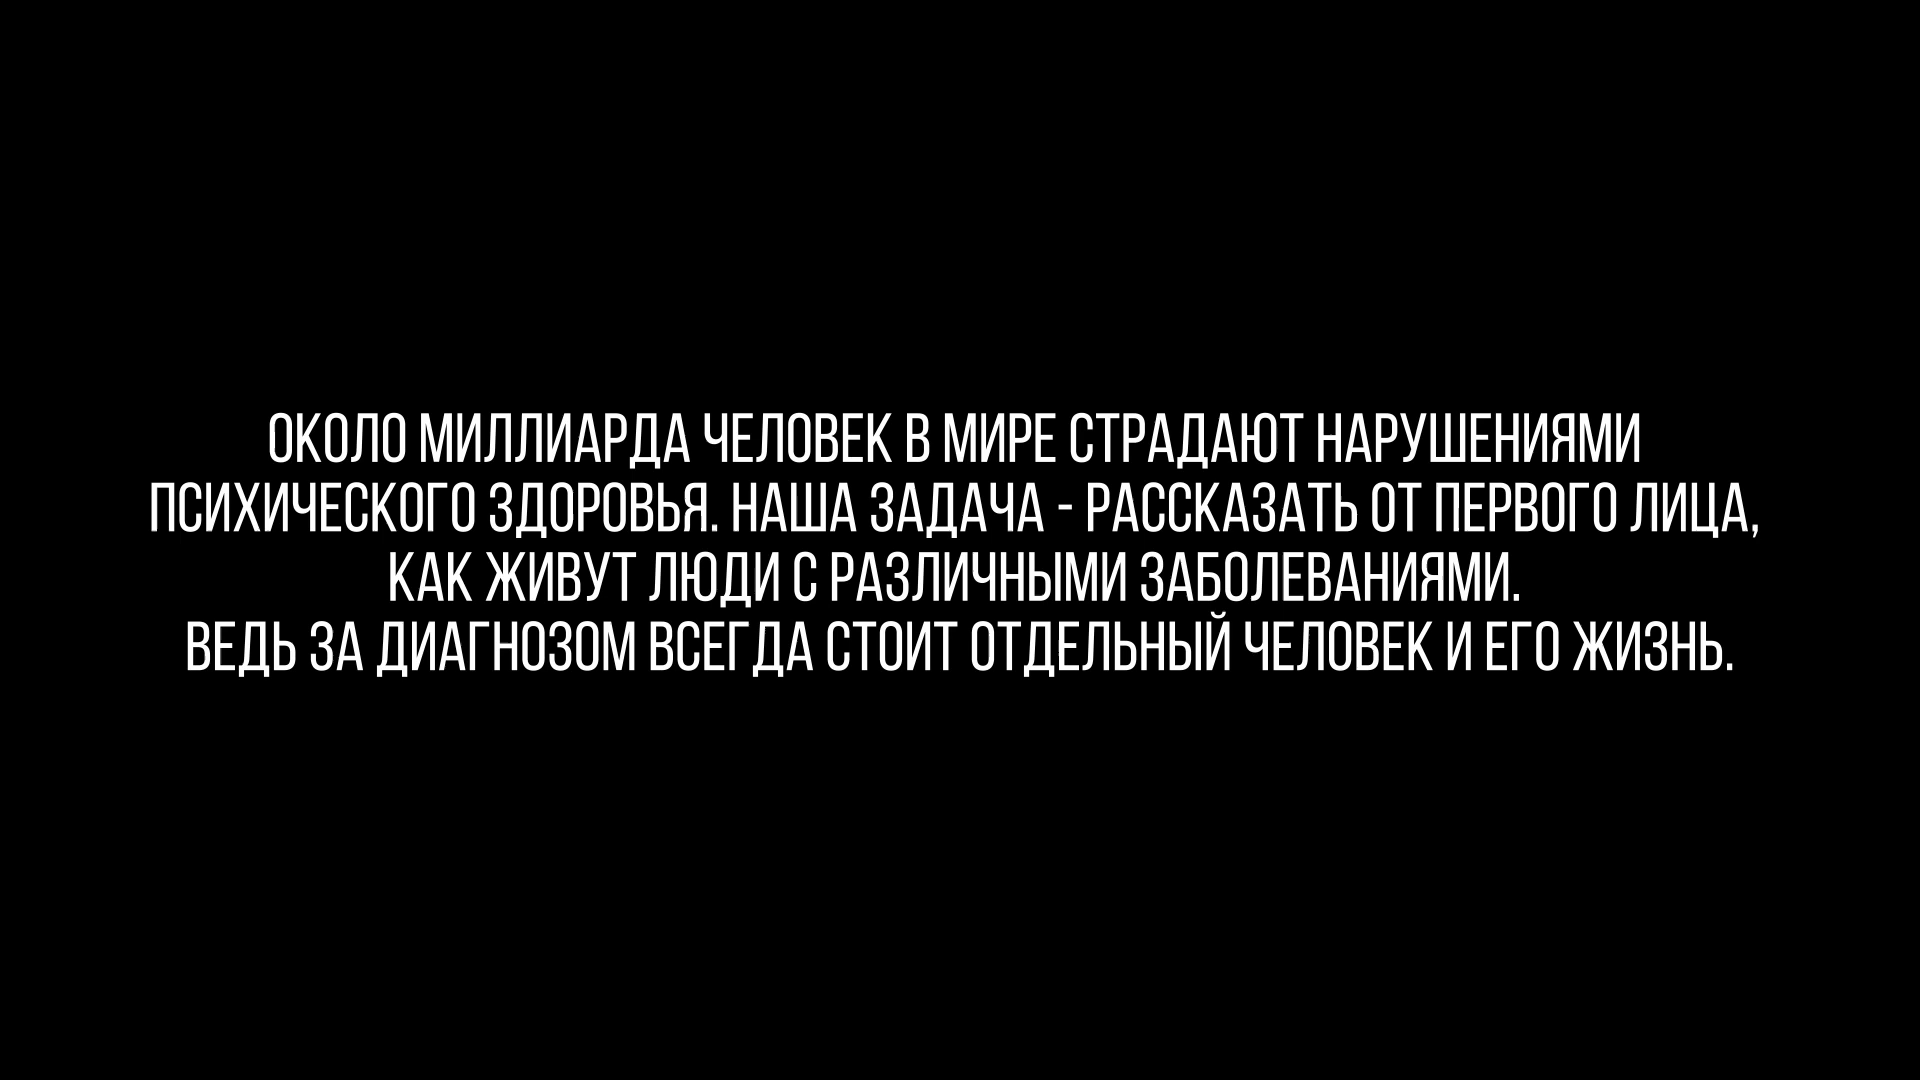 ОКОЛО МИЛЛИАРДА ЧЕЛОВЕК В МИРЕ СТРАДАЮТ НАРУШЕНИЯМИ
ПСИХИЧЕСКОГО ЗДОРОВЬЯ. НАША ЗАДАЧА - РАССКАЗАТЬ ОТ ПЕРВОГО ЛИЦА,
КАК ЖИВУТ ЛЮДИ С РАЗЛИЧНЫМИ ЗАБОЛЕВАНИЯМИ.
ВЕДЬ ЗА ДИАГНОЗОМ ВСЕГДА СТОИТ ОТДЕЛЬНЫЙ ЧЕЛОВЕК И ЕГО ЖИЗНЬ.